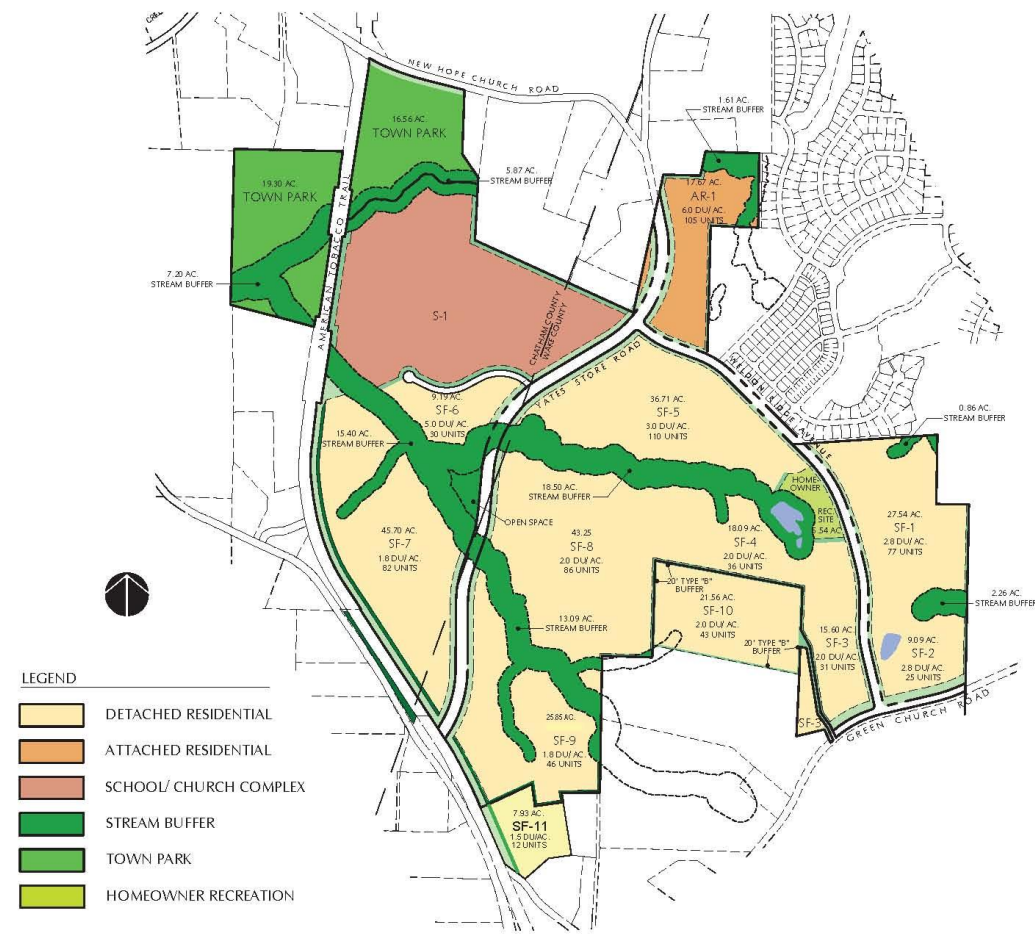 NEW HOPE CHURCH ROAD
16.56 AC.
TOWN PARK
1.61 AC.
STREAM BUFFER
5.87 AC.
STREAM BUFFER
19.30 AC.
TOWN PARK
17.67 AC.
AR-1
6.0 DU/ AC.
105 UNITS
7.20 AC.
STREAM BUFFER
AMERICAN TOBACCO TRAIL
S-1
CHATHAM COUNTY
WAKE COUNTY
YATES STORE ROAD
WELDON RIDGE AVENUE
9.19 AC.
SF-6
5.0 DU/ AC.
30 UNITS
36.71 AC.
SF-5
3.0 DU/ AC.
110 UNITS
0.86 AC.
STREAM BUFFER
15.40 AC.
STREAM BUFFER
18.50 AC.
STREAM BUFFER
HOME-
OWNER
REC.
SITE
5.54 AC
27.54 AC.
SF-1
2.8 DU/ AC.
77 UNITS
OPEN SPACE
45.70 AC.
SF-7
1.8 DU/ AC.
82 UNITS
43.25
SF-8
2.0 DU/ AC.
86 UNITS
18.09 AC.
SF-4
2.0 DU/ AC.
36 UNITS
20' TYPE "B"
BUFFER
21.56 AC.
SF-10
2.0 DU/ AC.
43 UNITS
2.26 AC.
STREAM BUFFER
13.09 AC.
STREAM BUFFER
20' TYPE "B"
BUFFER
15.60 AC.
SF-3
2.0 DU/ AC.
31 UNITS
9.09 AC.
SF-2
2.8 DU/ AC.
25 UNITS
SF-3
GREEN CHURCH ROAD
25.85 AC.
SF-9
1.8 DU/ AC.
46 UNITS
7.93 AC.
SF-11
1.5 DU/AC.
12 UNITS
LEGEND
DETACHED RESIDENTIAL
ATTACHED RESIDENTIAL
SCHOOL/ CHURCH COMPLEX
STREAM BUFFER
TOWN PARK
HOMEOWNER RECREATION